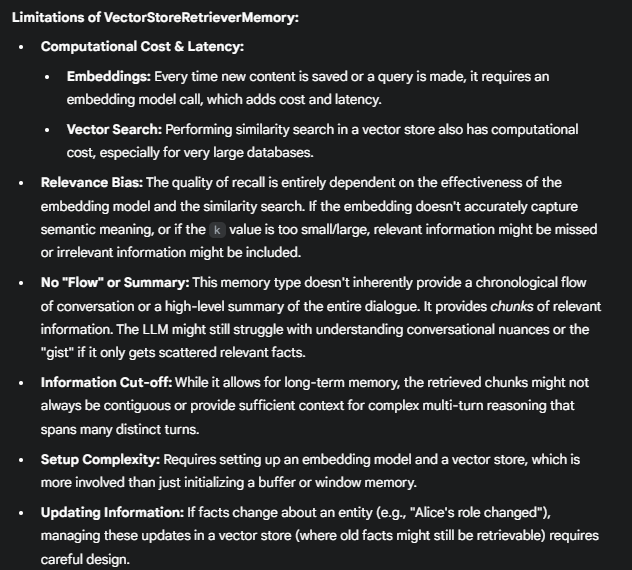 Limitations of VectorStoreRetrieverMemory:
• Computational Cost & Latency:
• Embeddings: Every time new content is saved or a query is made, it requires an
embedding model call, which adds cost and latency.
• Vector Search: Performing similarity search in a vector store also has computational
cost, especially for very large databases.
• Relevance Bias: The quality of recall is entirely dependent on the effectiveness of the
embedding model and the similarity search. If the embedding doesn't accurately capture
semantic meaning, or if the k value is too small/large, relevant information might be missed
or irrelevant information might be included.
• No "Flow" or Summary: This memory type doesn't inherently provide a chronological flow
of conversation or a high-level summary of the entire dialogue. It provides chunks of relevant
information. The LLM might still struggle with understanding conversational nuances or the
"gist" if it only gets scattered relevant facts.
• Information Cut-off: While it allows for long-term memory, the retrieved chunks might not
always be contiguous or provide sufficient context for complex multi-turn reasoning that
spans many distinct turns.
• Setup Complexity: Requires setting up an embedding model and a vector store, which is
more involved than just initializing a buffer or window memory.
• Updating Information: If facts change about an entity (e.g., "Alice's role changed"),
managing these updates in a vector store (where old facts might still be retrievable) requires
careful design.